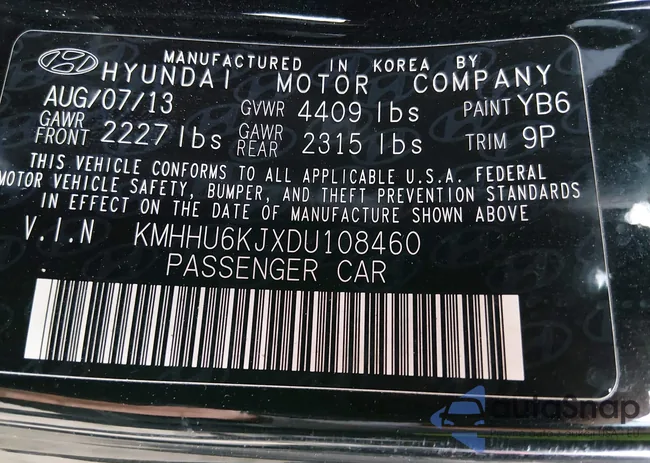 MANUFACTURED IN KOREA BY
HYUNDAI MOTOR COMPANY
AUG/07/13 GVWR 4409 lbs PAINT YB6
GAWR FRONT 2227 lbs GAWR REAR 2315 lbs TRIM 9P
THIS VEHICLE CONFORMS TO ALL APPLICABLE U.S.A. FEDERAL
MOTOR VEHICLE SAFETY, BUMPER, AND THEFT PREVENTION STANDARDS
IN EFFECT ON THE DATE OF MANUFACTURE SHOWN ABOVE
V.I.N KMHHU6KJXDU108460
PASSENGER CAR